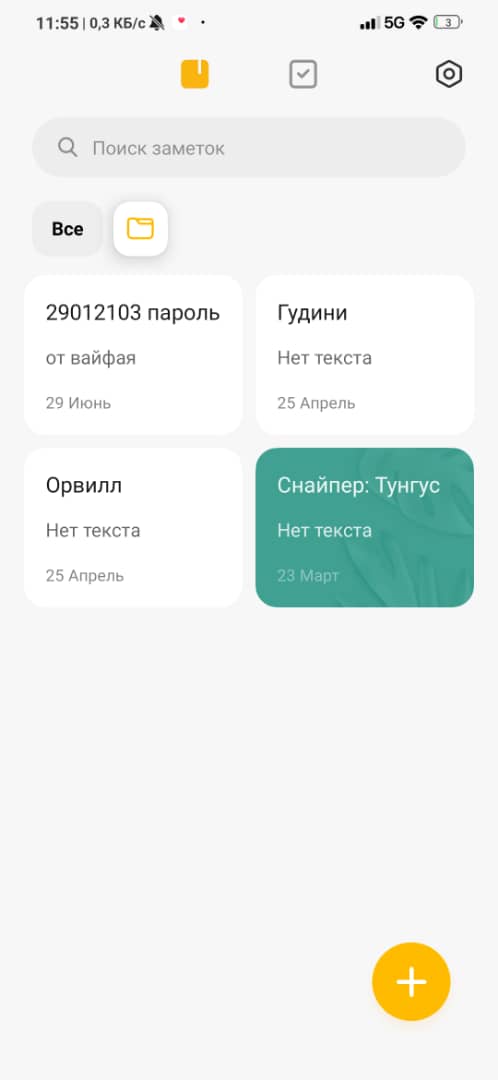 11:55 | 0,3 КБ/с
5G
3
Поиск заметок
Все
29012103 пароль
от вайфая
29 Июнь
Гудини
Нет текста
25 Апрель
Орвилл
Нет текста
25 Апрель
Снайпер: Тунгус
Нет текста
23 Март